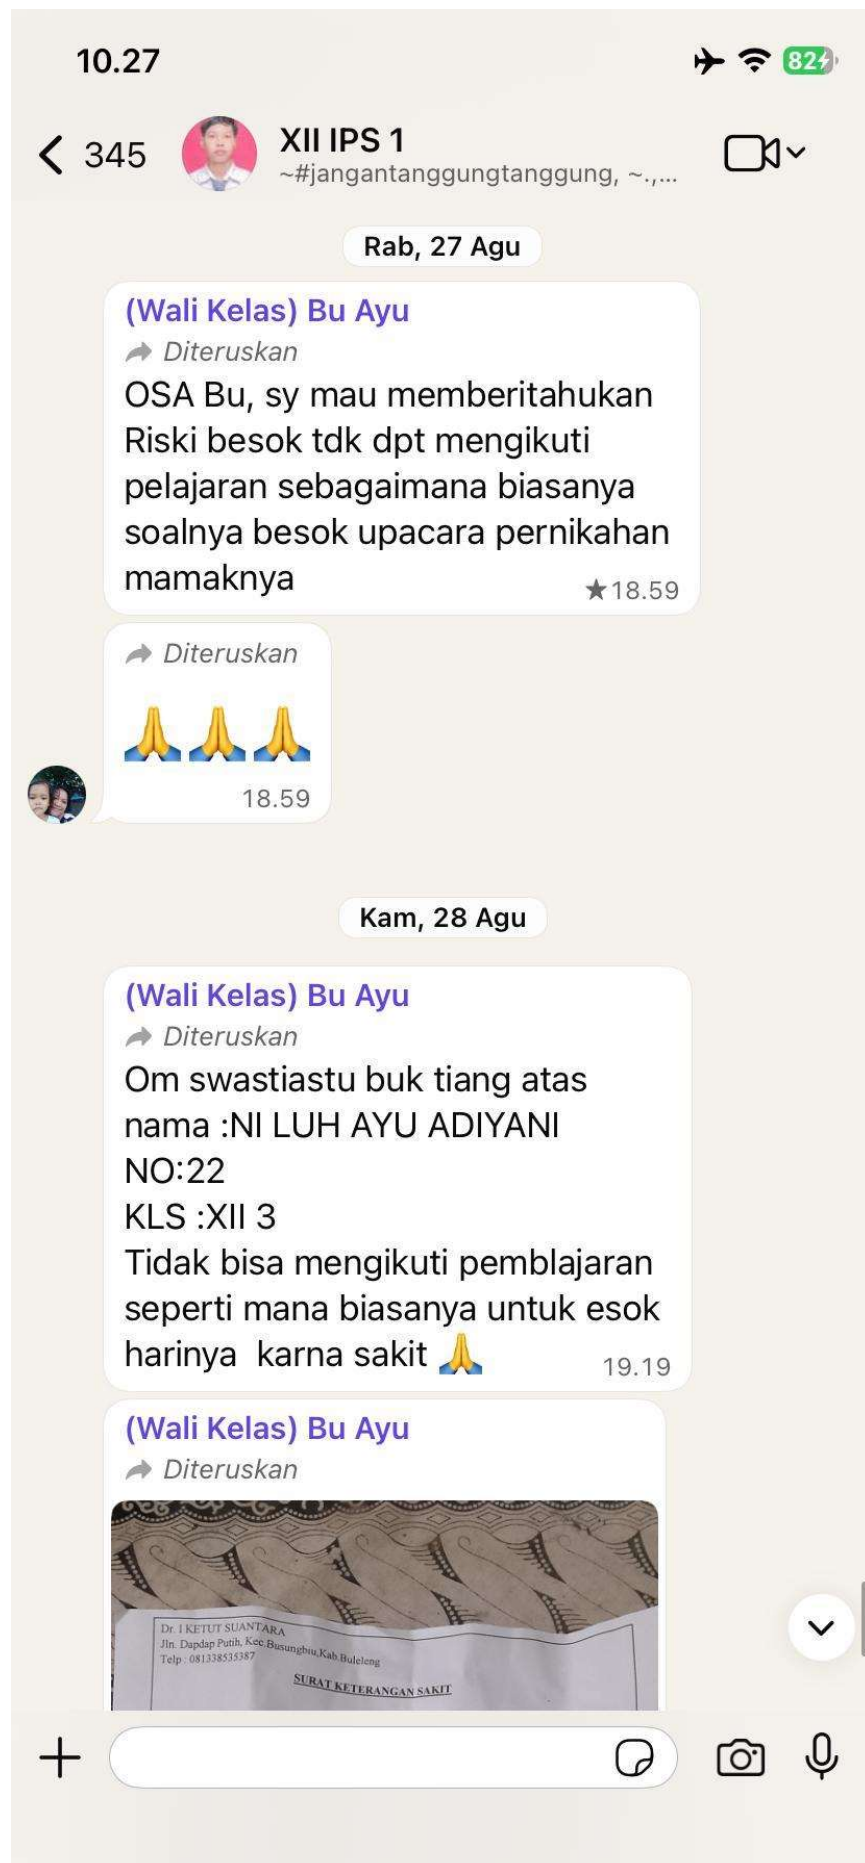 10.27
82
345
XII IPS 1
~#jangantanggungtanggung, ~.,...
Rab, 27 Agu
(Wali Kelas) Bu Ayu
Diteruskan
OSA Bu, sy mau memberitahukan
Riski besok tdk dpt mengikuti
pelajaran sebagaimana biasanya
soalnya besok upacara pernikahan
mamaknya
★18.59
Diteruskan
🙏🙏🙏
18.59
Kam, 28 Agu
(Wali Kelas) Bu Ayu
Diteruskan
Om swastiastu buk tiang atas
nama :NI LUH AYU ADIYANI
NO:22
KLS :XII 3
Tidak bisa mengikuti pemblajaran
seperti mana biasanya untuk esok
harinya  karna sakit 🙏
19.19
(Wali Kelas) Bu Ayu
Diteruskan
Dr. I KETUT SUANTARA
Jln. Dapdap Putih, Kec.Busungbiu,Kab.Buleleng
Telp : 081338535387
SURAT KETERANGAN SAKIT